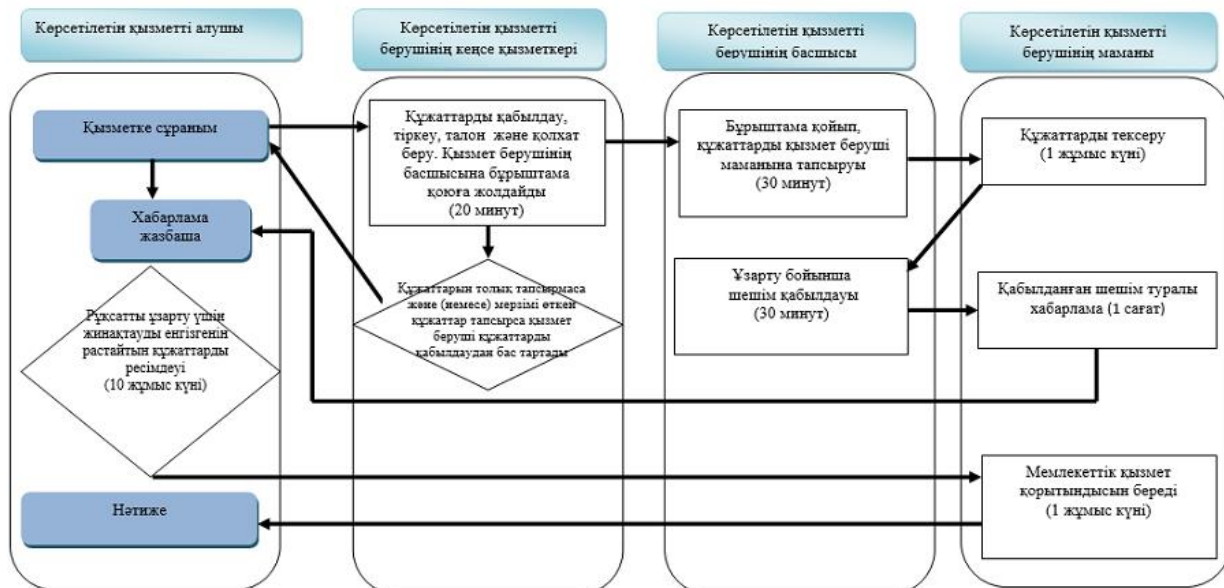 Көрсетілетін қызметті алушы
Көрсетілетін қызметті
берушінің кеңсе қызметкері
Көрсетілетін қызметті
берушінің басшысы
Көрсетілетін қызметті
берушінің маманы
Қызметке сұраным
Құжаттарды қабылдау,
тіркеу, талон және қолхат
беру. Қызмет берушінің
басшысына бұрыштама
қоюға жолдайды
(20 минут)
Бұрыштама қойып,
құжаттарды қызмет беруші
маманына тапсыруы
(30 минут)
Құжаттарды тексеру
(1 жұмыс күні)
Хабарлама
жазбаша
Құжаттарын толық тапсырмаса
және (немесе) мерзімі өткен
құжаттар тапсырса қызмет
беруші құжаттарды
қабылдаудан бас тартады
Ұзарту бойынша
шешім қабылдауы
(30 минут)
Қабылданған шешім туралы
хабарлама (1 сағат)
Рұқсатты ұзарту үшін
жинақтауды енгізгенін
растайтын құжаттарды
ресімдеуі
(10 жұмыс күні)
Мемлекеттік қызмет
қорытындысын береді
(1 жұмыс күні)
Нәтиже